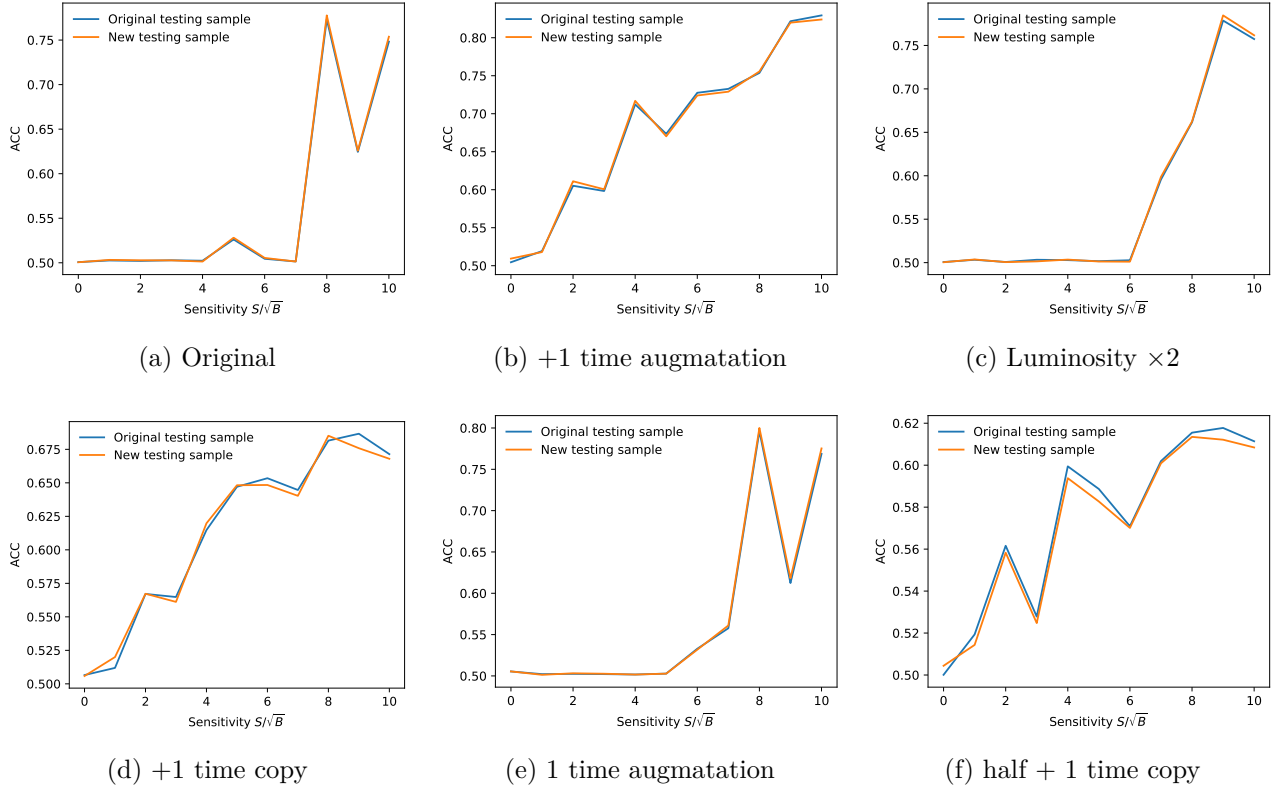 Original testing sample
New testing sample
ACC
0.75
0.70
0.65
0.60
0.55
0.50
0 2 4 6 8 10
Sensitivity S/√B
(a) Original
Original testing sample
New testing sample
ACC
0.80
0.75
0.70
0.65
0.60
0.55
0.50
0 2 4 6 8 10
Sensitivity S/√B
(b) +1 time augmatation
Original testing sample
New testing sample
ACC
0.75
0.70
0.65
0.60
0.55
0.50
0 2 4 6 8 10
Sensitivity S/√B
(c) Luminosity ×2
Original testing sample
New testing sample
ACC
0.675
0.650
0.625
0.600
0.575
0.550
0.525
0.500
0 2 4 6 8 10
Sensitivity S/√B
(d) +1 time copy
Original testing sample
New testing sample
ACC
0.80
0.75
0.70
0.65
0.60
0.55
0.50
0 2 4 6 8 10
Sensitivity S/√B
(e) 1 time augmatation
Original testing sample
New testing sample
ACC
0.62
0.60
0.58
0.56
0.54
0.52
0.50
0 2 4 6 8 10
Sensitivity S/√B
(f) half + 1 time copy